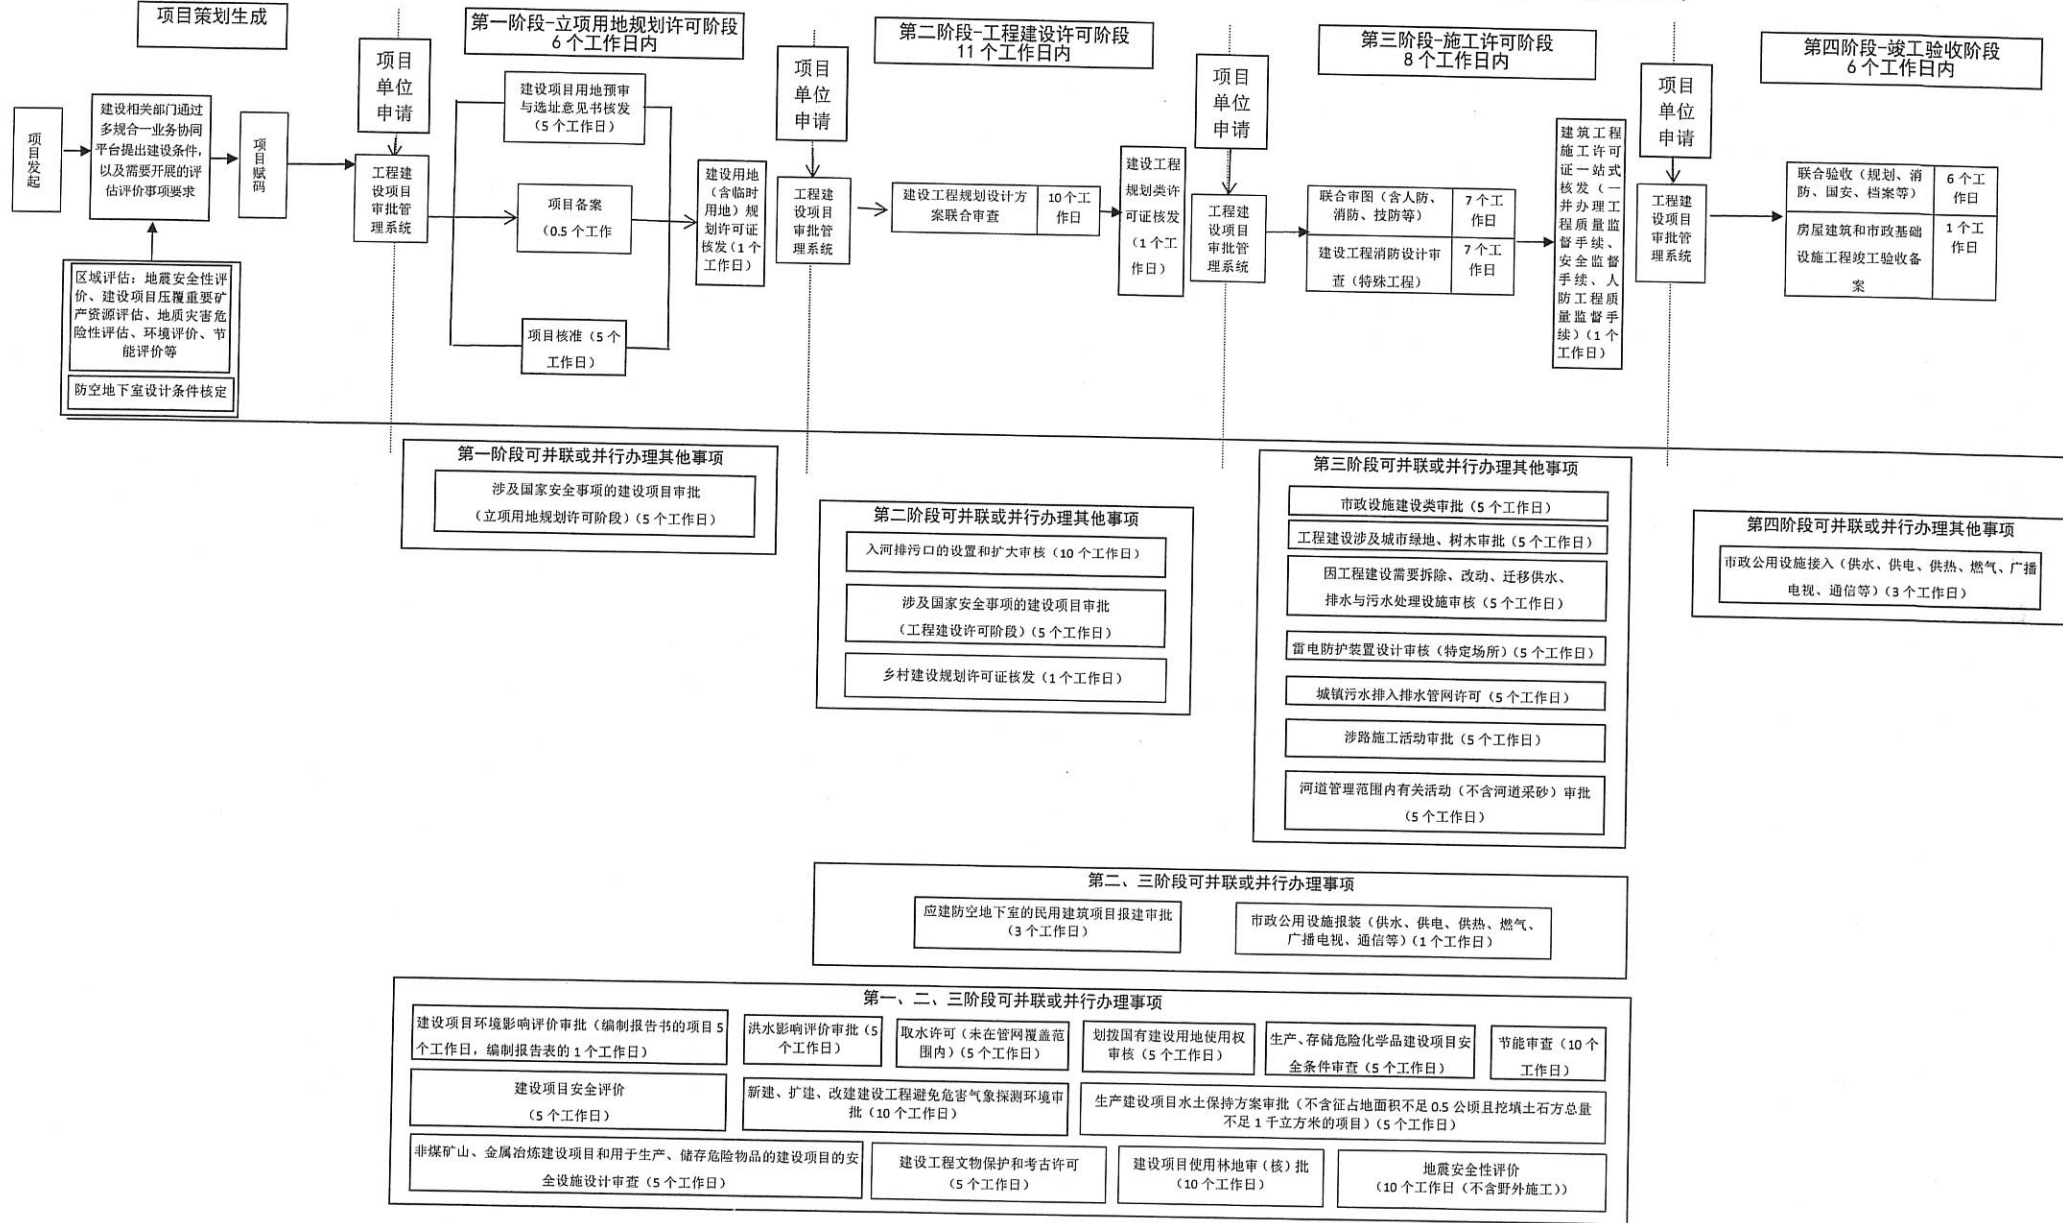 项目策划生成
项目发起
建设相关部门通过
多规合一业务协同
平台提出建设条件,
以及需要开展的评
估评价事项要求
项目赋码
区域评估：地震安全性评
价、建设项目压覆重要矿
产资源评估、地质灾害危
险性评估、环境评价、节
能评价等
防空地下室设计条件核定
项目
单位
申请
工程建
设项目
审批管
理系统
第一阶段-立项用地规划许可阶段
6 个工作日内
建设项目用地预审
与选址意见书核发
（5 个工作日）
项目备案
（0.5 个工作
项目核准（5 个
工作日）
建设用地
（含临时
用地）规
划许可证
核发（1 个
工作日）
项目
单位
申请
工程建
设项目
审批管
理系统
第二阶段-工程建设许可阶段
11 个工作日内
建设工程规划设计方
案联合审查
10 个工
作日
建设工程
规划类许
可证核发
（1 个工
作日）
项目
单位
申请
工程建
设项目
审批管
理系统
第三阶段-施工许可阶段
8 个工作日内
联合审图（含人防、
消防、技防等）
7 个工
作日
建设工程消防设计审
查（特殊工程）
7 个工
作日
建筑工程
施工许可
证一站式
核发（一
并办理工
程质量监
督手续、
安全监督
手续、人
防工程质
量监督手
续）（1 个
工作日）
项目
单位
申请
工程建
设项目
审批管
理系统
第四阶段-竣工验收阶段
6 个工作日内
联合验收（规划、消
防、国安、档案等）
6 个工
作日
房屋建筑和市政基础
设施工程竣工验收备
案
1 个工
作日
第一阶段可并联或并行办理其他事项
涉及国家安全事项的建设项目审批
（立项用地规划许可阶段）（5 个工作日）
第二阶段可并联或并行办理其他事项
入河排污口的设置和扩大审核（10 个工作日）
涉及国家安全事项的建设项目审批
（工程建设许可阶段）（5 个工作日）
乡村建设规划许可证核发（1 个工作日）
第三阶段可并联或并行办理其他事项
市政设施建设类审批（5 个工作日）
工程建设涉及城市绿地、树木审批（5 个工作日）
因工程建设需要拆除、改动、迁移供水、
排水与污水处理设施审核（5 个工作日）
雷电防护装置设计审核（特定场所）（5 个工作日）
城镇污水排入排水管网许可（5 个工作日）
涉路施工活动审批（5 个工作日）
河道管理范围内有关活动（不含河道采砂）审批
（5 个工作日）
第四阶段可并联或并行办理其他事项
市政公用设施接入（供水、供电、供热、燃气、广播
电视、通信等）（3 个工作日）
第二、三阶段可并联或并行办理事项
应建防空地下室的民用建筑项目报建审批
（3 个工作日）
市政公用设施报装（供水、供电、供热、燃气、
广播电视、通信等）（1 个工作日）
第一、二、三阶段可并联或并行办理事项
建设项目环境影响评价审批（编制报告书的项目 5
个工作日，编制报告表的 1 个工作日）
洪水影响评价审批（5
个工作日）
取水许可（未在管网覆盖范
围内）（5 个工作日）
划拨国有建设用地使用权
审核（5 个工作日）
生产、存储危险化学品建设项目安
全条件审查（5 个工作日）
节能审查（10 个
工作日）
建设项目安全评价
（5 个工作日）
新建、扩建、改建建设工程避免危害气象探测环境审
批（10 个工作日）
生产建设项目水土保持方案审批（不含征占地面积不足 0.5 公顷且挖填土石方总量
不足 1 千立方米的项目）（5 个工作日）
非煤矿山、金属冶炼建设项目和用于生产、储存危险物品的建设项目的安
全设施设计审查（5 个工作日）
建设工程文物保护和考古许可
（5 个工作日）
建设项目使用林地审（核）批
（10 个工作日）
地震安全性评价
（10 个工作日（不含野外施工））